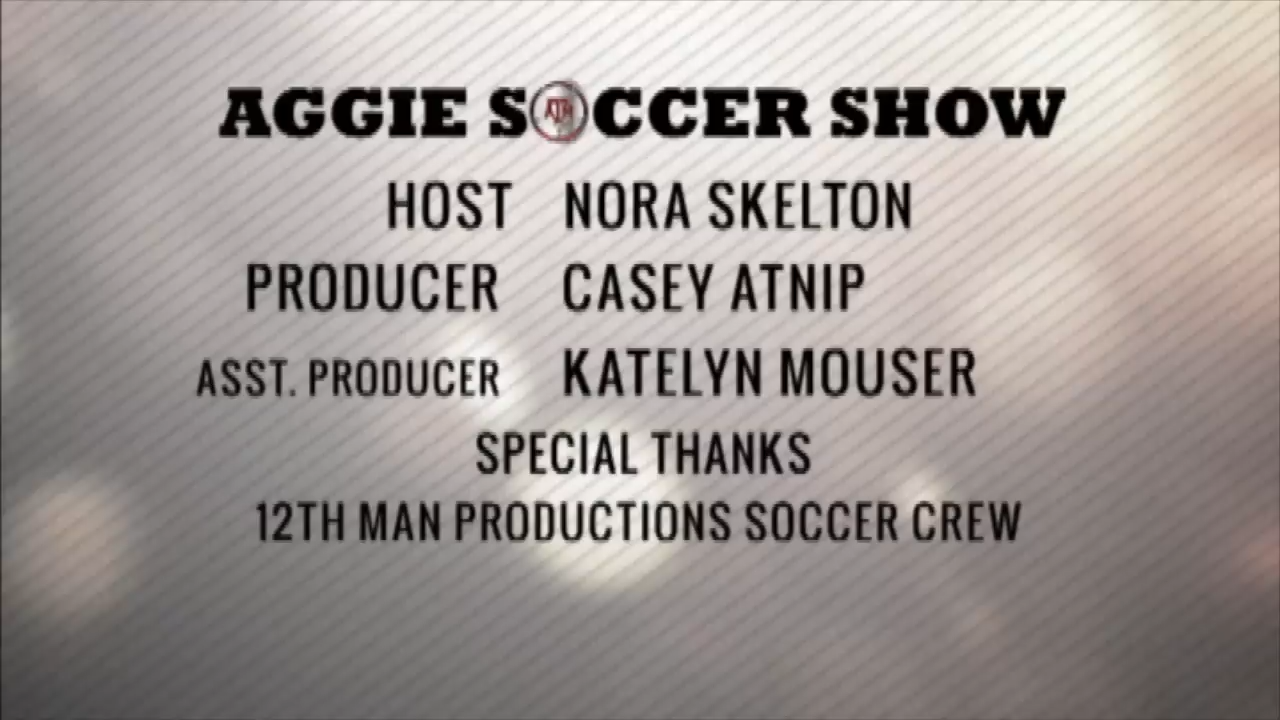 AGGIE SOCCER SHOW
HOST NORA SKELTON
PRODUCER CASEY ATNIP
ASST. PRODUCER KATELYN MOUSER
SPECIAL THANKS
12TH MAN PRODUCTIONS SOCCER CREW